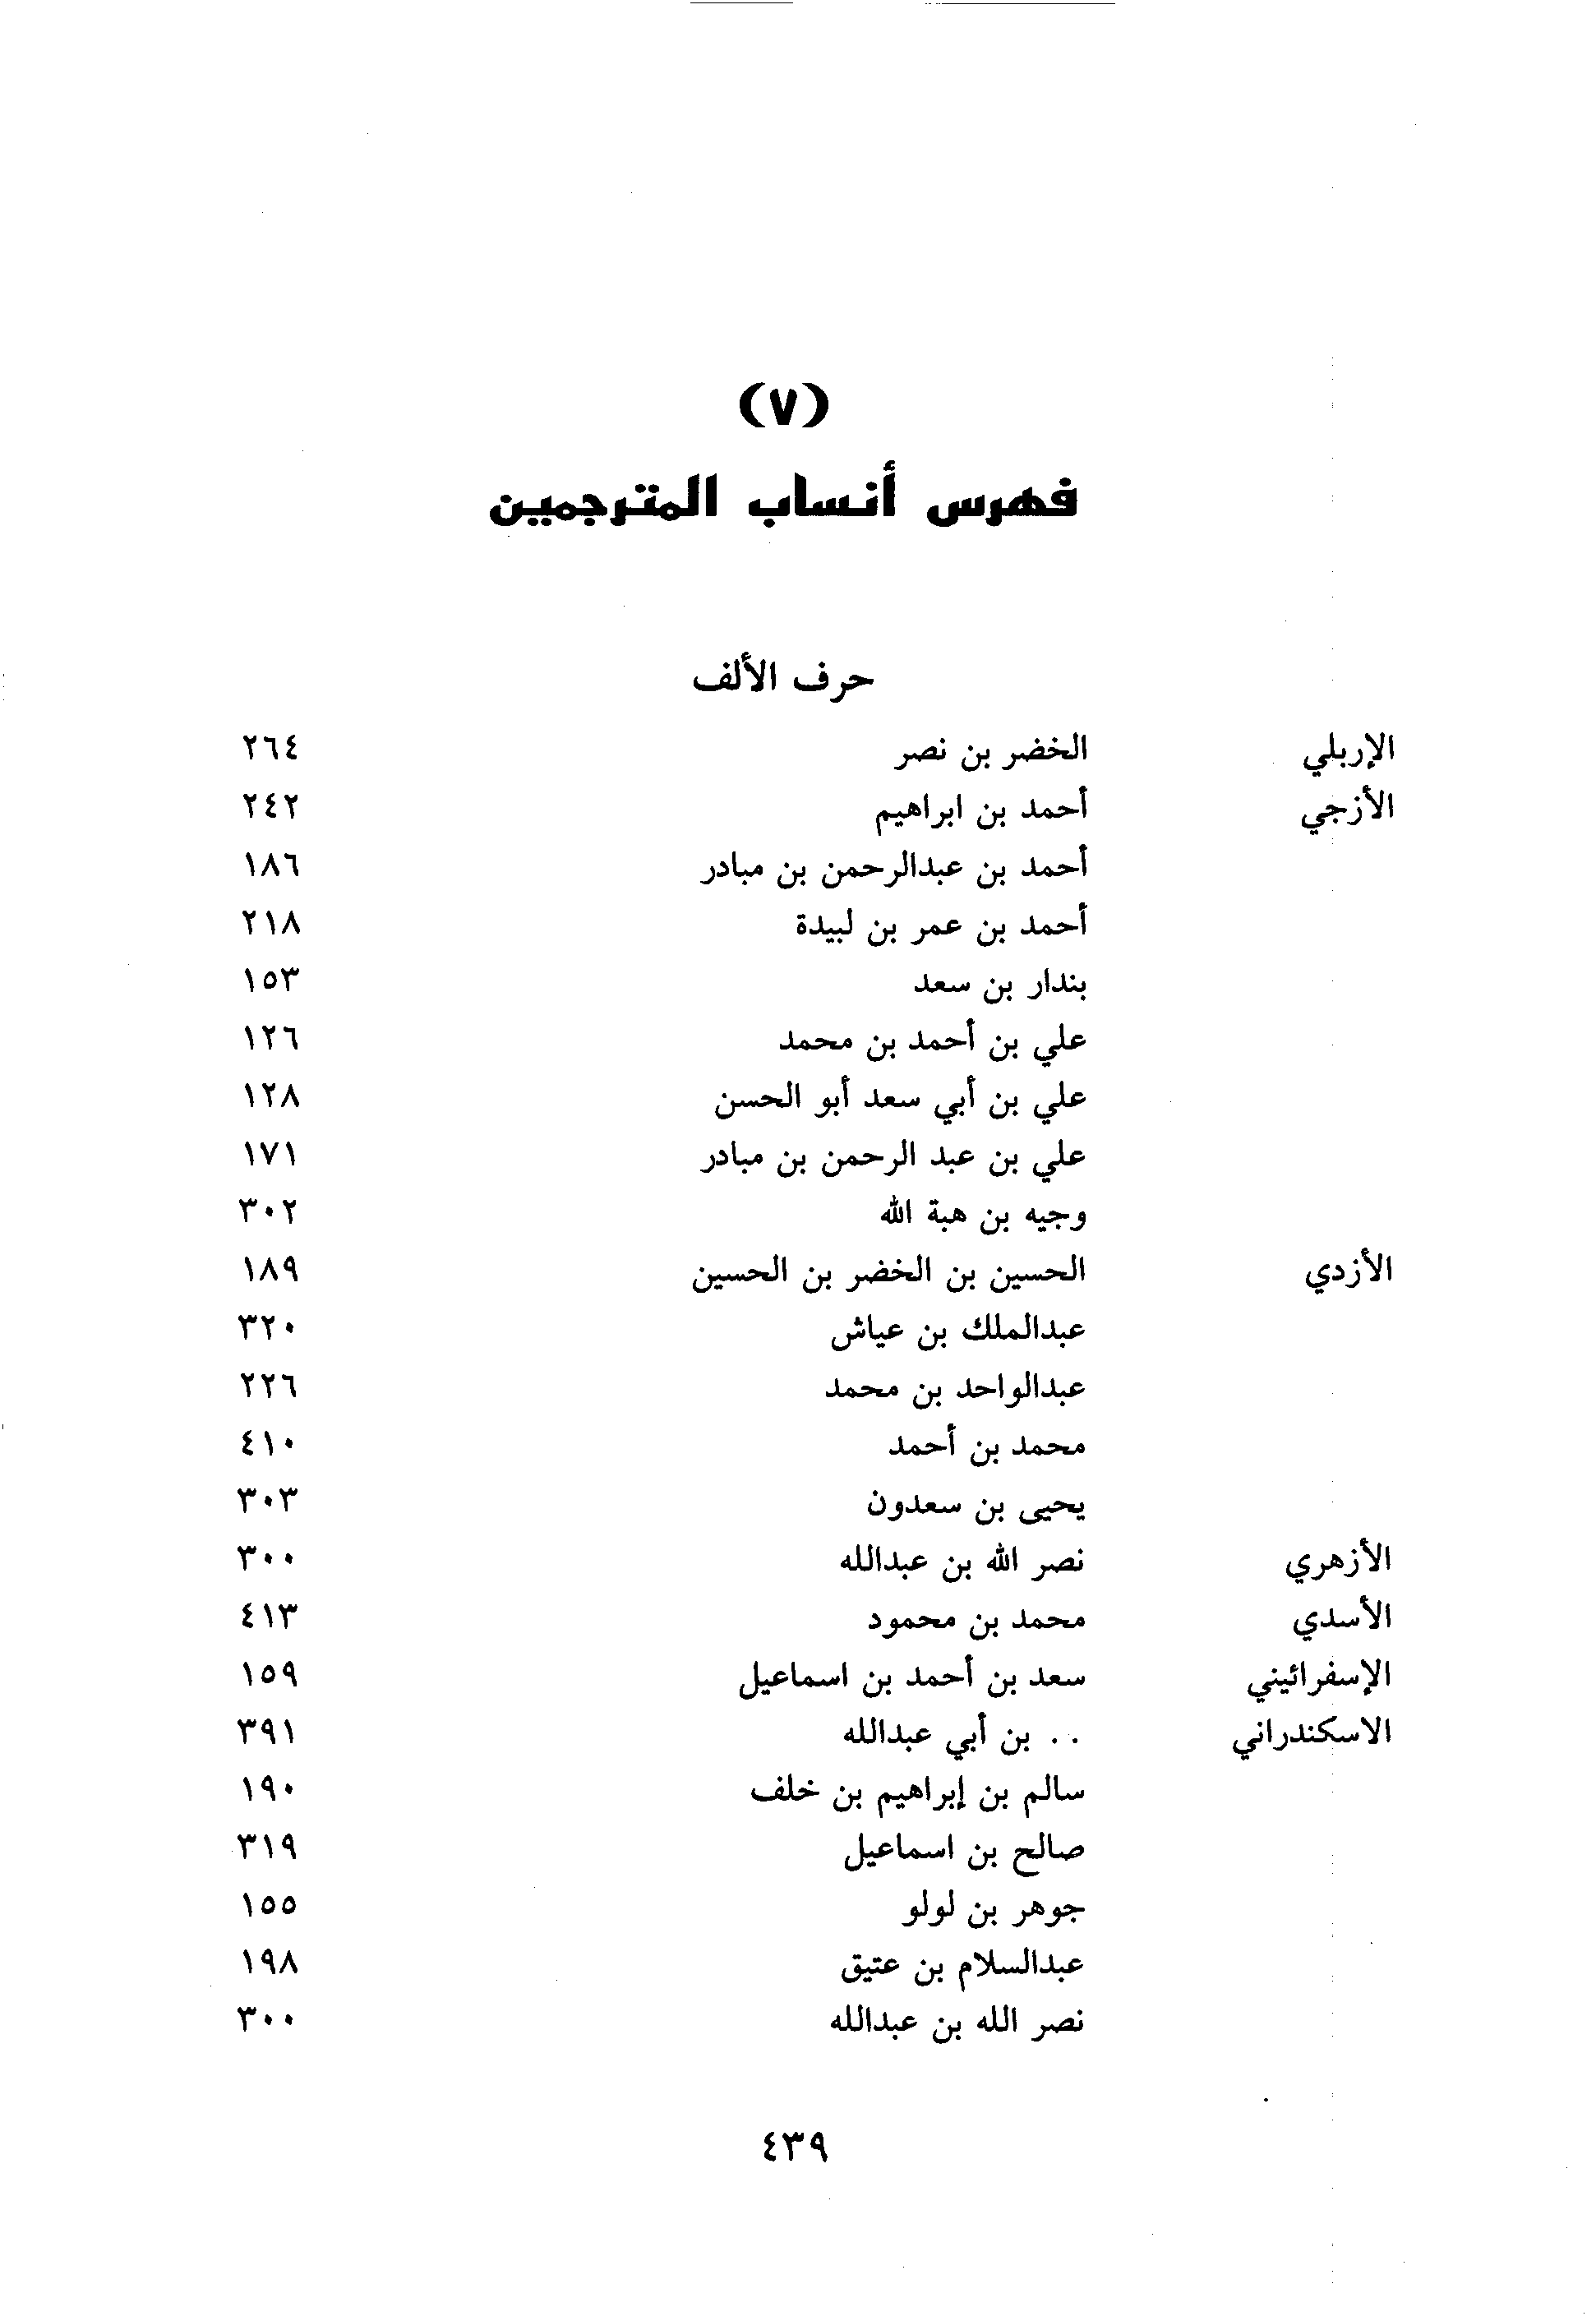 (٧)
فهرس أنساب المترجمين
حرف الألف
الإربلي الخضر بن نصر ٢٦٤
الأزجي أحمد بن ابراهيم ٢٤٢
أحمد بن عبدالرحمن بن مبادر ١٨٦
أحمد بن عمر بن لبيدة ٢١٨
بندار بن سعد ١٥٣
علي بن أحمد بن محمد ١٢٦
علي بن أبي سعد أبو الحسن ١٢٨
علي بن عبد الرحمن بن مبادر ١٧١
وجيه بن هبة الله ٣٠٢
الأزدي الحسين بن الخضر بن الحسين ١٨٩
عبدالملك بن عياش ٣٢٠
عبدالواحد بن محمد ٢٢٦
محمد بن أحمد ٤١٠
يحيى بن سعدون ٣٠٣
الأزهري نصر الله بن عبدالله ٣٠٠
الأسدي محمد بن محمود ٤١٣
الإسفرائيني سعد بن أحمد بن اسماعيل ١٥٩
الاسكندراني . . بن أبي عبدالله ٣٩١
سالم بن إبراهيم بن خلف ١٩٠
صالح بن اسماعيل ٣١٩
جوهر بن لولو ١٥٥
عبدالسلام بن عتيق ١٩٨
نصر الله بن عبدالله ٣٠٠
٤٣٩